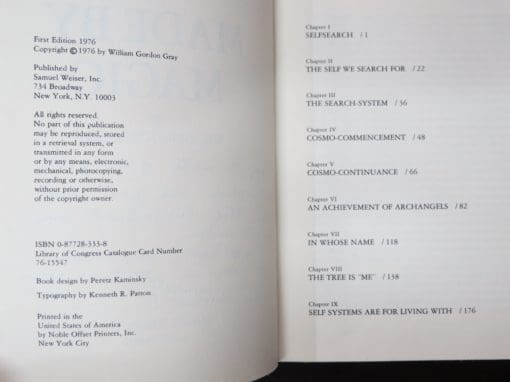 First Edition 1976
Copyright © 1976 by William Gordon Gray
Published by
Samuel Weiser, Inc.
734 Broadway
New York, N.Y. 10003
All rights reserved.
No part of this publication
may be reproduced, stored
in a retrieval system, or
transmitted in any form
or by any means, electronic,
mechanical, photocopying,
recording or otherwise,
without prior permission
of the copyright owner.
ISBN 0-87728-333-8
Library of Congress Catalogue Card Number
76-15547
Book design by Peretz Kaminsky
Typography by Kenneth R. Patton
Printed in the
United States of America
by Noble Offset Printers, Inc.
New York City
Chapter I
SELFSEARCH / 1
Chapter II
THE SELF WE SEARCH FOR / 22
Chapter III
THE SEARCH-SYSTEM / 36
Chapter IV
COSMO-COMMENCEMENT / 48
Chapter V
COSMO-CONTINUANCE / 66
Chapter VI
AN ACHIEVEMENT OF ARCHANGELS / 82
Chapter VII
IN WHOSE NAME / 118
Chapter VIII
THE TREE IS "ME" / 138
Chapter IX
SELF SYSTEMS ARE FOR LIVING WITH / 176